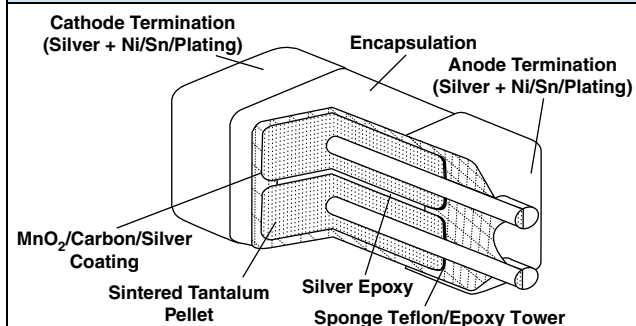 Cathode Termination
(Silver + Ni/Sn/Plating)
Encapsulation
Anode Termination
(Silver + Ni/Sn/Plating)
MnO2/Carbon/Silver
Coating
Sintered Tantalum
Pellet
Silver Epoxy
Sponge Teflon/Epoxy Tower